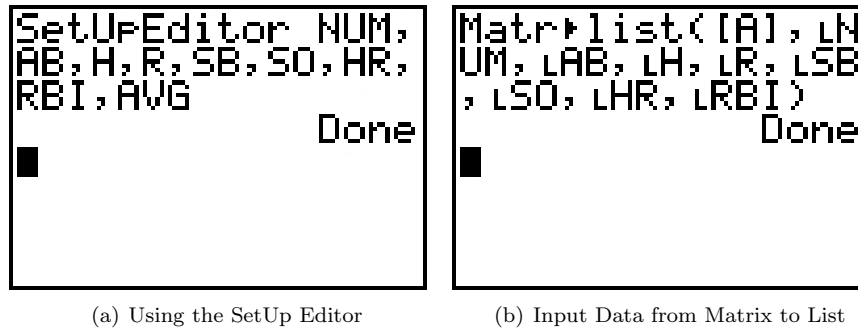 SetUpEditor NUM,
AB,H,R,SB,SO,HR,
RBI,AVG
Done
(a) Using the SetUp Editor
Matr▶list([A],ʟN
UM,ʟAB,ʟH,ʟR,ʟSB
,ʟSO,ʟHR,ʟRBI)
Done
(b) Input Data from Matrix to List